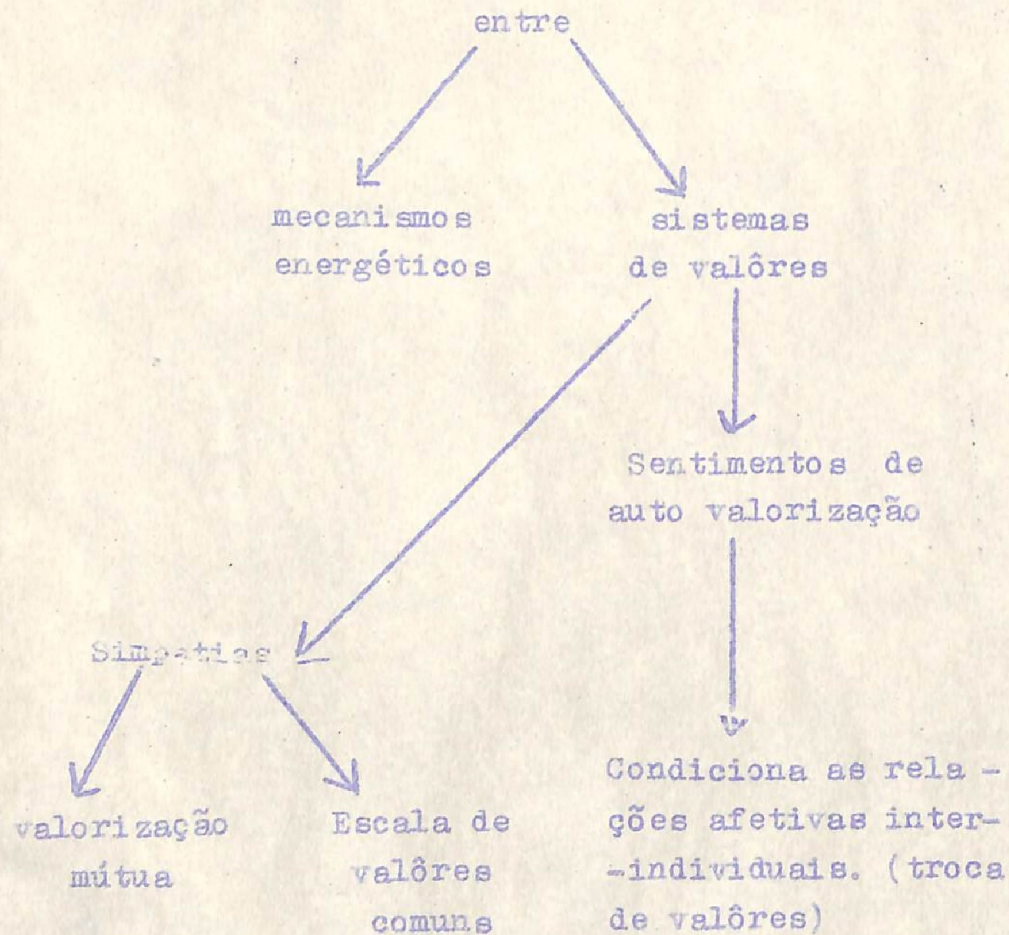 entre
mecanismos
energéticos
sistemas
de valôres
Sentimentos de
auto valorização
Simpatias
valorização
mútua
Escala de
valôres
comuns
Condiciona as rela -
ções afetivas inter-
-individuais. (troca
de valôres)